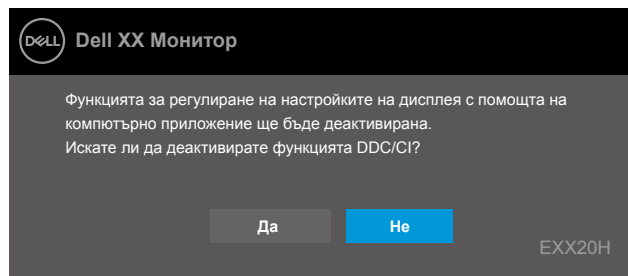 DELL Dell XX Монитор
Функцията за регулиране на настройките на дисплея с помощта на
компютърно приложение ще бъде деактивирана.
Искате ли да деактивирате функцията DDC/CI?
Да Не
EXX20H